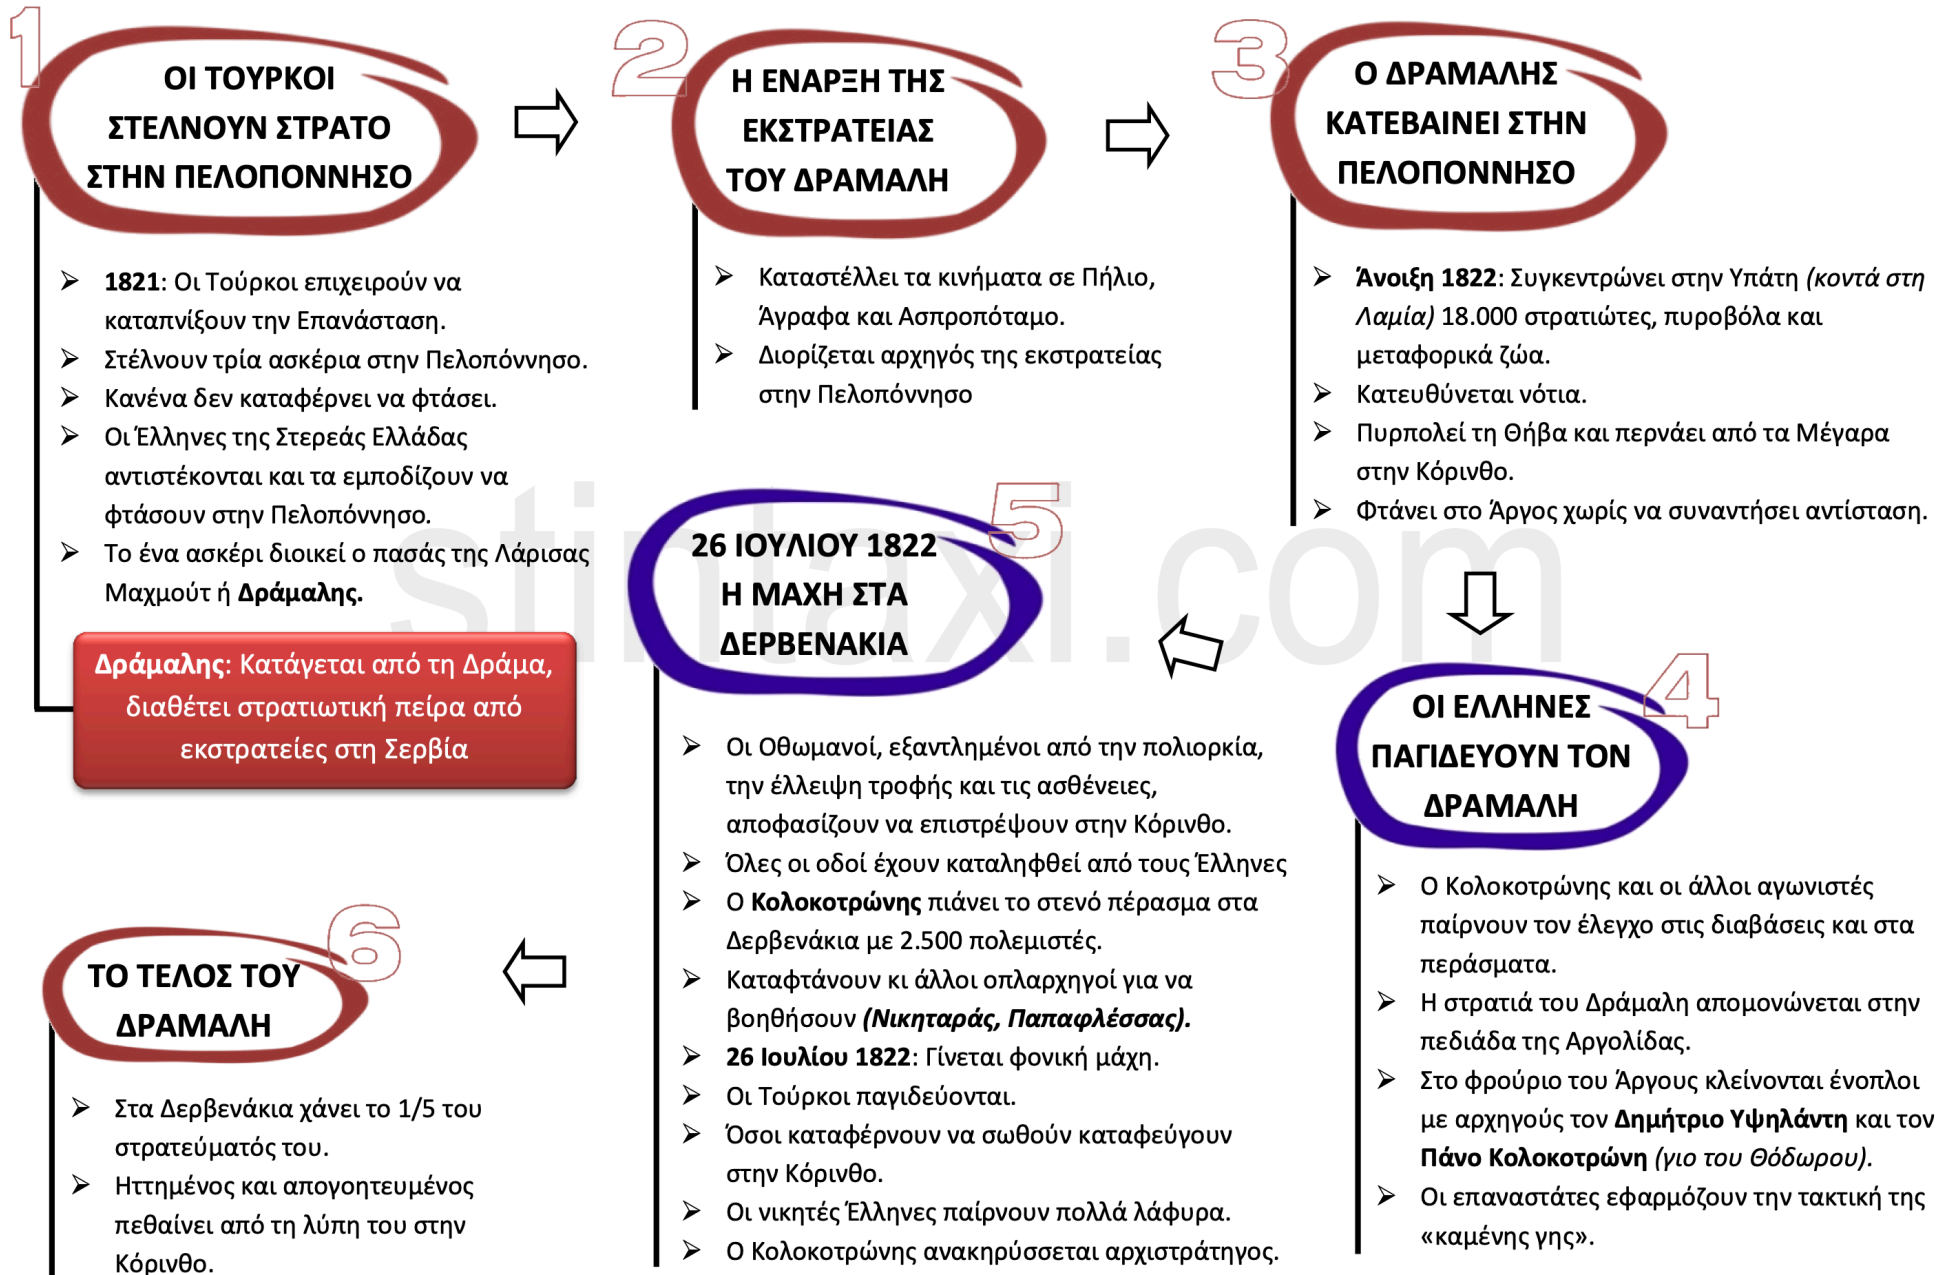 1
ΟΙ ΤΟΥΡΚΟΙ
ΣΤΕΛΝΟΥΝ ΣΤΡΑΤΟ
ΣΤΗΝ ΠΕΛΟΠΟΝΝΗΣΟ
➢ 1821: Οι Τούρκοι επιχειρούν να
καταπνίξουν την Επανάσταση.
➢ Στέλνουν τρία ασκέρια στην Πελοπόννησο.
➢ Κανένα δεν καταφέρνει να φτάσει.
➢ Οι Έλληνες της Στερεάς Ελλάδας
αντιστέκονται και τα εμποδίζουν να
φτάσουν στην Πελοπόννησο.
➢ Το ένα ασκέρι διοικεί ο πασάς της Λάρισας
Μαχμούτ ή Δράμαλης.
Δράμαλης: Κατάγεται από τη Δράμα,
διαθέτει στρατιωτική πείρα από
εκστρατείες στη Σερβία
2
Η ΕΝΑΡΞΗ ΤΗΣ
ΕΚΣΤΡΑΤΕΙΑΣ
ΤΟΥ ΔΡΑΜΑΛΗ
➢ Καταστέλλει τα κινήματα σε Πήλιο,
Άγραφα και Ασπροπόταμο.
➢ Διορίζεται αρχηγός της εκστρατείας
στην Πελοπόννησο
3
Ο ΔΡΑΜΑΛΗΣ
ΚΑΤΕΒΑΙΝΕΙ ΣΤΗΝ
ΠΕΛΟΠΟΝΝΗΣΟ
➢ Άνοιξη 1822: Συγκεντρώνει στην Υπάτη (κοντά στη
Λαμία) 18.000 στρατιώτες, πυροβόλα και
μεταφορικά ζώα.
➢ Κατευθύνεται νότια.
➢ Πυρπολεί τη Θήβα και περνάει από τα Μέγαρα
στην Κόρινθο.
➢ Φτάνει στο Άργος χωρίς να συναντήσει αντίσταση.
4
ΟΙ ΕΛΛΗΝΕΣ
ΠΑΓΙΔΕΥΟΥΝ ΤΟΝ
ΔΡΑΜΑΛΗ
➢ Ο Κολοκοτρώνης και οι άλλοι αγωνιστές
παίρνουν τον έλεγχο στις διαβάσεις και στα
περάσματα.
➢ Η στρατιά του Δράμαλη απομονώνεται στην
πεδιάδα της Αργολίδας.
➢ Στο φρούριο του Άργους κλείνονται ένοπλοι
με αρχηγούς τον Δημήτριο Υψηλάντη και τον
Πάνο Κολοκοτρώνη (γιο του Θόδωρου).
➢ Οι επαναστάτες εφαρμόζουν την τακτική της
«καμένης γης».
5
26 ΙΟΥΛΙΟΥ 1822
Η ΜΑΧΗ ΣΤΑ
ΔΕΡΒΕΝΑΚΙΑ
➢ Οι Οθωμανοί, εξαντλημένοι από την πολιορκία,
την έλλειψη τροφής και τις ασθένειες,
αποφασίζουν να επιστρέψουν στην Κόρινθο.
➢ Όλες οι οδοί έχουν καταληφθεί από τους Έλληνες
➢ Ο Κολοκοτρώνης πιάνει το στενό πέρασμα στα
Δερβενάκια με 2.500 πολεμιστές.
➢ Καταφτάνουν κι άλλοι οπλαρχηγοί για να
βοηθήσουν (Νικηταράς, Παπαφλέσσας).
➢ 26 Ιουλίου 1822: Γίνεται φονική μάχη.
➢ Οι Τούρκοι παγιδεύονται.
➢ Όσοι καταφέρνουν να σωθούν καταφεύγουν
στην Κόρινθο.
➢ Οι νικητές Έλληνες παίρνουν πολλά λάφυρα.
➢ Ο Κολοκοτρώνης ανακηρύσσεται αρχιστράτηγος.
6
ΤΟ ΤΕΛΟΣ ΤΟΥ
ΔΡΑΜΑΛΗ
➢ Στα Δερβενάκια χάνει το 1/5 του
στρατεύματός του.
➢ Ηττημένος και απογοητευμένος
πεθαίνει από τη λύπη του στην
Κόρινθο.
stintaxi.com